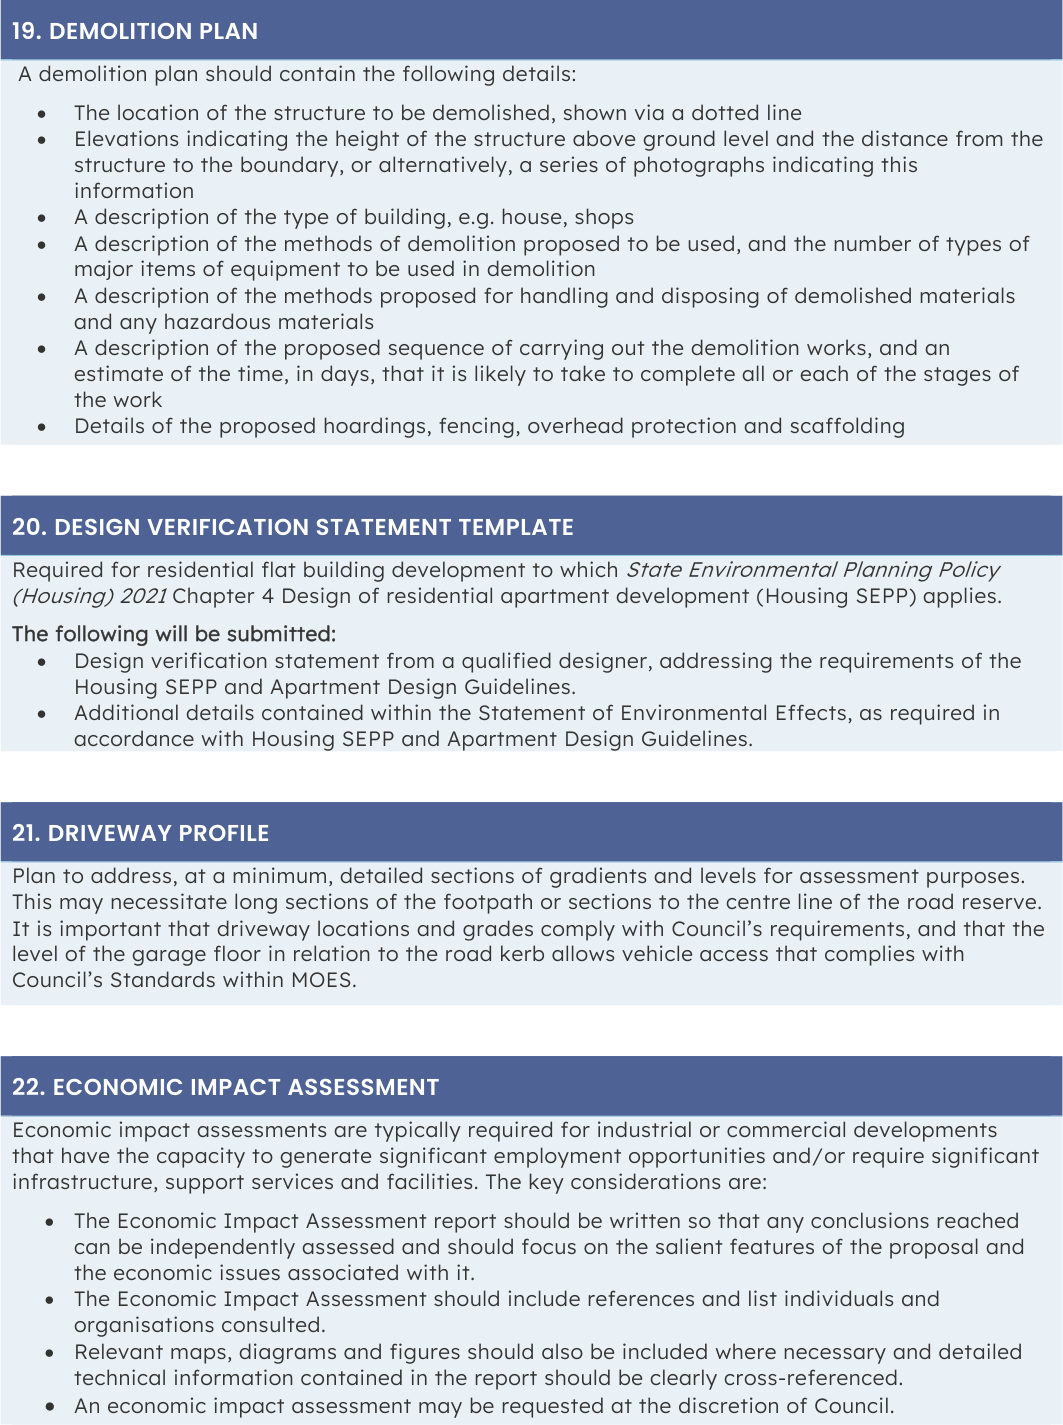 19. DEMOLITION PLAN
A demolition plan should contain the following details:
• The location of the structure to be demolished, shown via a dotted line
• Elevations indicating the height of the structure above ground level and the distance from the
structure to the boundary, or alternatively, a series of photographs indicating this
information
• A description of the type of building, e.g. house, shops
• A description of the methods of demolition proposed to be used, and the number of types of
major items of equipment to be used in demolition
• A description of the methods proposed for handling and disposing of demolished materials
and any hazardous materials
• A description of the proposed sequence of carrying out the demolition works, and an
estimate of the time, in days, that it is likely to take to complete all or each of the stages of
the work
• Details of the proposed hoardings, fencing, overhead protection and scaffolding
20. DESIGN VERIFICATION STATEMENT TEMPLATE
Required for residential flat building development to which State Environmental Planning Policy
(Housing) 2021 Chapter 4 Design of residential apartment development (Housing SEPP) applies.
The following will be submitted:
• Design verification statement from a qualified designer, addressing the requirements of the
Housing SEPP and Apartment Design Guidelines.
• Additional details contained within the Statement of Environmental Effects, as required in
accordance with Housing SEPP and Apartment Design Guidelines.
21. DRIVEWAY PROFILE
Plan to address, at a minimum, detailed sections of gradients and levels for assessment purposes.
This may necessitate long sections of the footpath or sections to the centre line of the road reserve.
It is important that driveway locations and grades comply with Council’s requirements, and that the
level of the garage floor in relation to the road kerb allows vehicle access that complies with
Council’s Standards within MOES.
22. ECONOMIC IMPACT ASSESSMENT
Economic impact assessments are typically required for industrial or commercial developments
that have the capacity to generate significant employment opportunities and/or require significant
infrastructure, support services and facilities. The key considerations are:
• The Economic Impact Assessment report should be written so that any conclusions reached
can be independently assessed and should focus on the salient features of the proposal and
the economic issues associated with it.
• The Economic Impact Assessment should include references and list individuals and
organisations consulted.
• Relevant maps, diagrams and figures should also be included where necessary and detailed
technical information contained in the report should be clearly cross-referenced.
• An economic impact assessment may be requested at the discretion of Council.